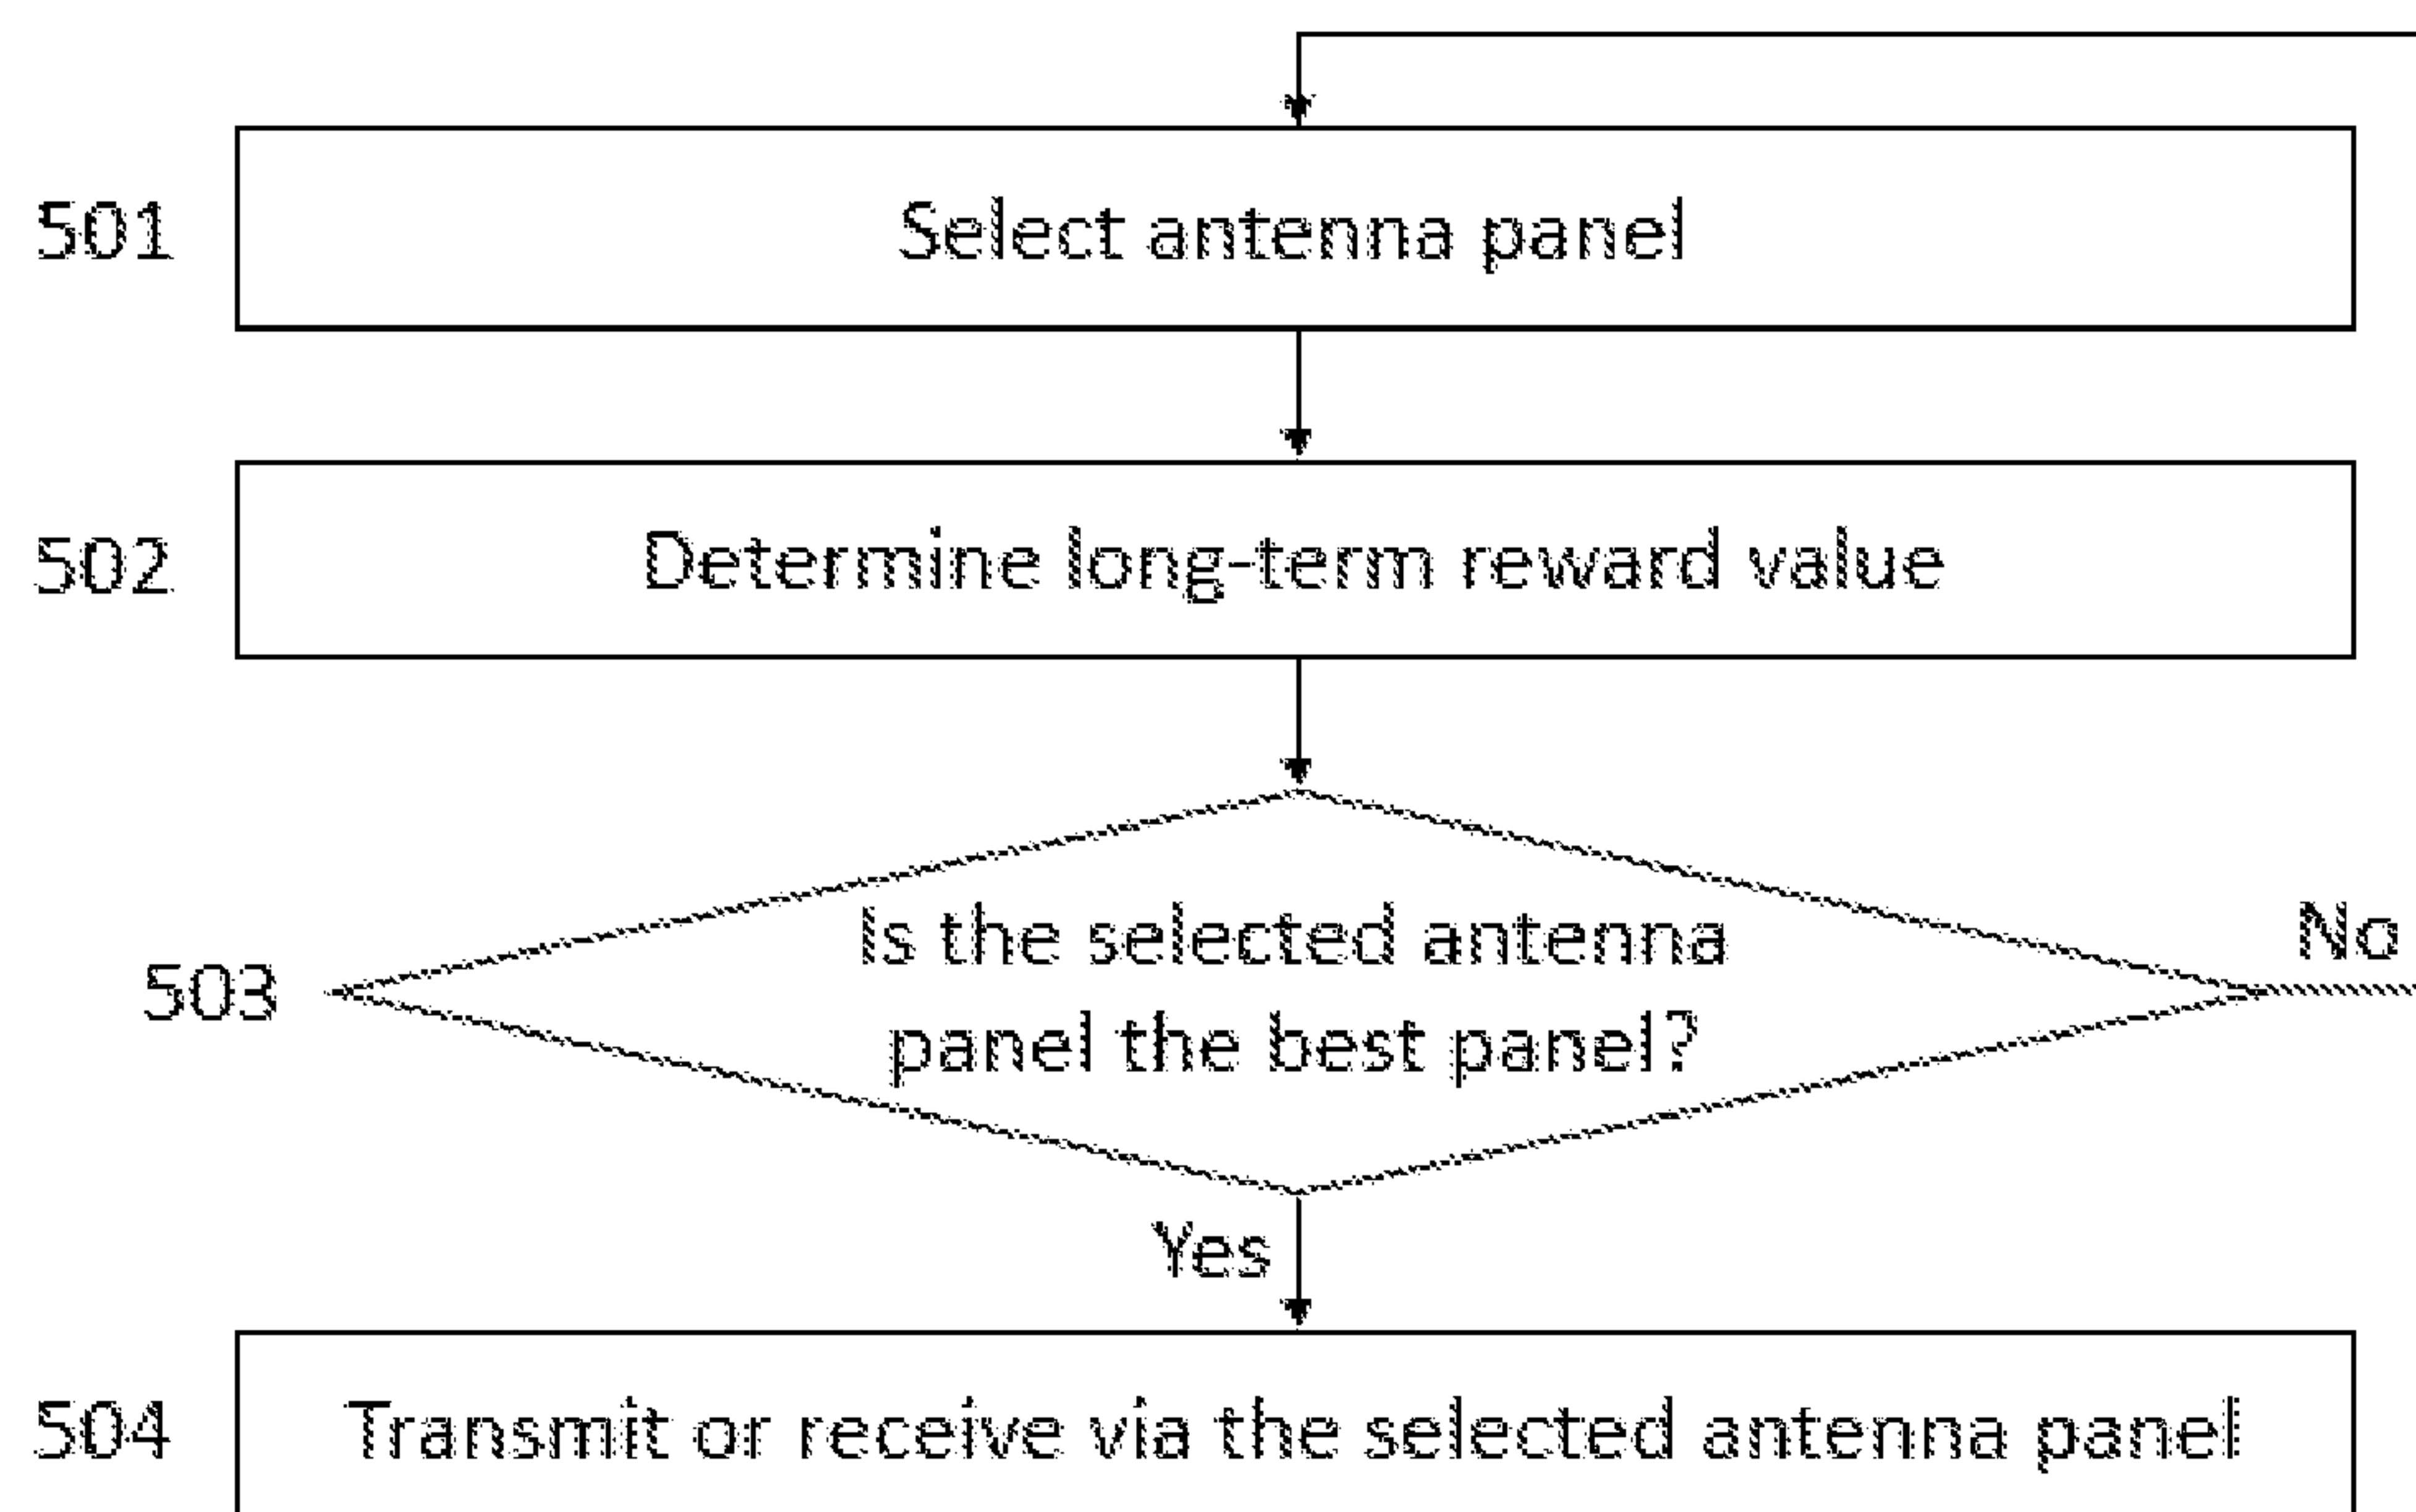 501
Select antenna panel
502
Determine long-term reward value
Is the selected antenna
No
503
panel the best panel?
Yes
504
Transmit or receive via the selected antenna panel